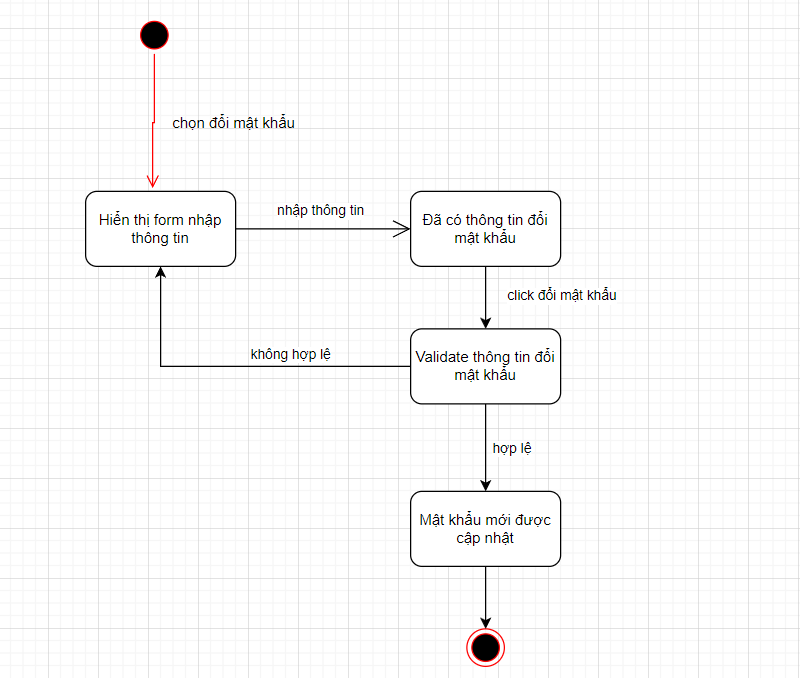 chọn đổi mật khẩu
Hiển thị form nhập
thông tin
nhập thông tin
Đã có thông tin đổi
mật khẩu
click đổi mật khẩu
không hợp lệ
Validate thông tin đổi
mật khẩu
hợp lệ
Mật khẩu mới được
cập nhật